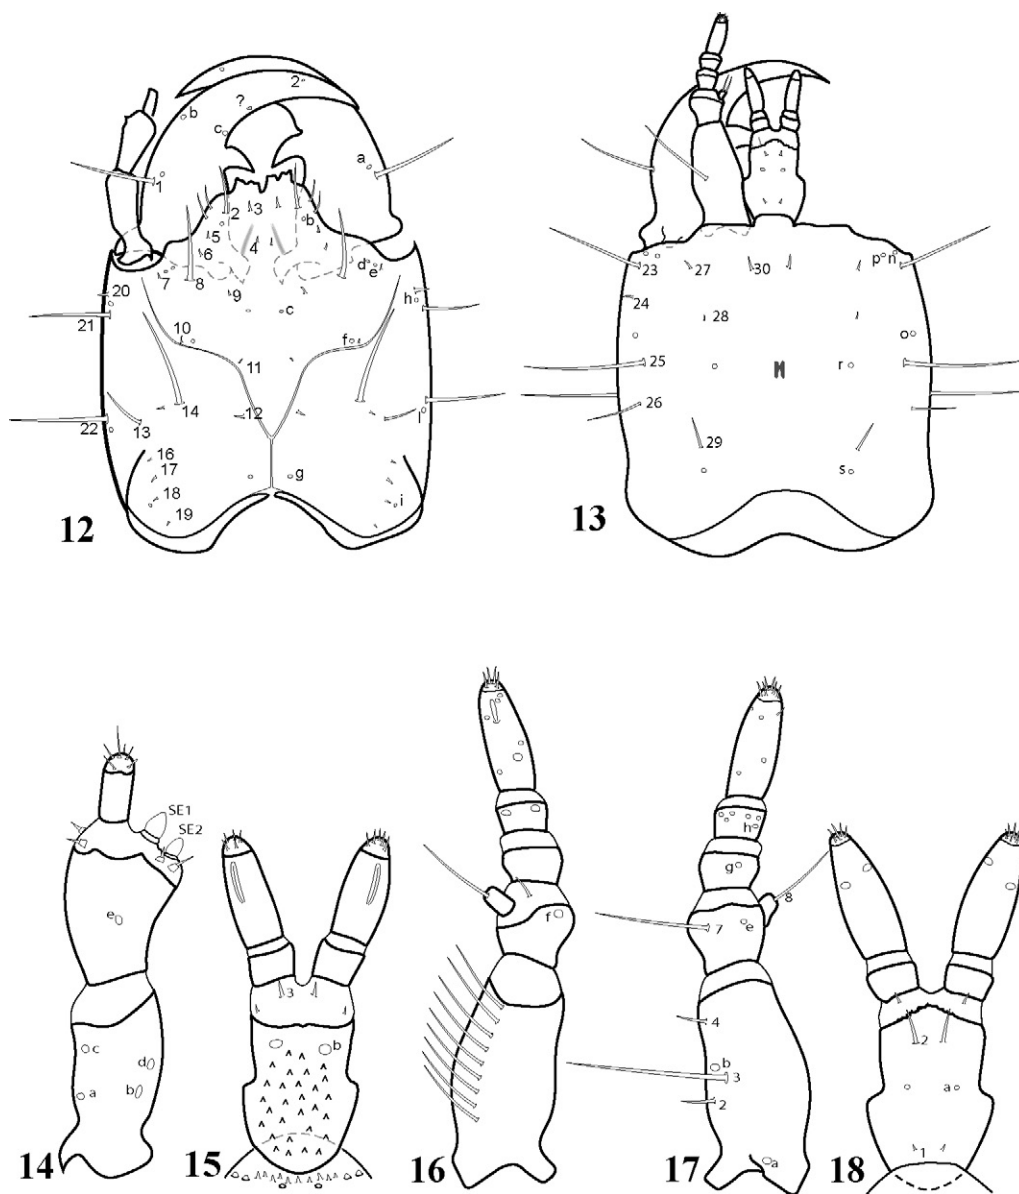 2
?
b
c
1
a
2 3
5 b
6 4
7 8 d e
9
20 h
21 c
10 f
11
14 12
13 l
22
16
17 g
18 i
19
12
23 27 30 p n
24 28
o
25 r
26
29
s
13
SE1
SE2
e
c
d
a b
14
3
b
15
f
16
h
g
8
7 e
4
b
3
2
a
17
2
a
1
18